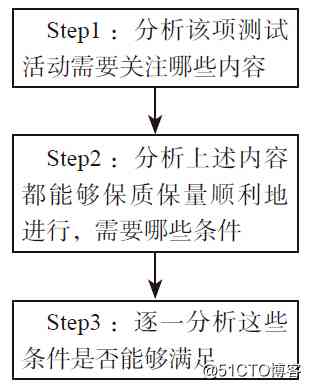 Step1：分析该项测试
活动需要关注哪些内容
Step2：分析上述内容
都能够保质保量顺利地
进行，需要哪些条件
Step3：逐一分析这些
条件是否能够满足
@51CTO博客